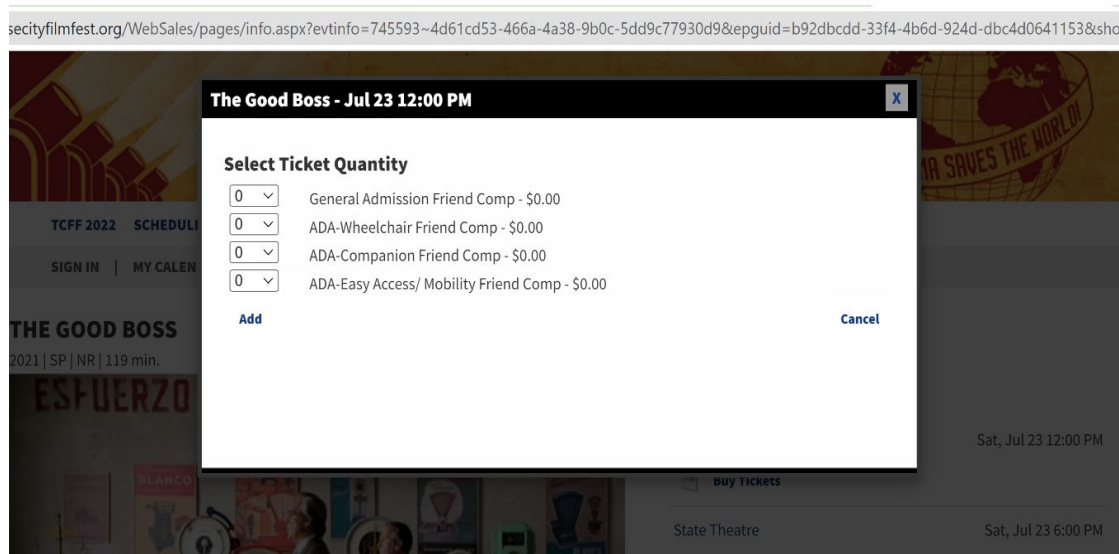 secityfilmfest.org/WebSales/pages/info.aspx?evtinfo=745593~4d61cd53-466a-4a38-9b0c-5dd9c77930d9&epguid=b92dbcdd-33f4-4b6d-924d-dbc4d0641153&sho
The Good Boss - Jul 23 12:00 PM
X
MA SAVES THE WORLD!
Select Ticket Quantity
0 General Admission Friend Comp - $0.00
0 ADA-Wheelchair Friend Comp - $0.00
0 ADA-Companion Friend Comp - $0.00
0 ADA-Easy Access/ Mobility Friend Comp - $0.00
Add
Cancel
TCFF 2022 SCHEDULI
SIGN IN | MY CALEN
THE GOOD BOSS
2021 | SP | NR | 119 min.
ESFUERZO
BLANCO
Sat, Jul 23 12:00 PM
Buy Tickets
State Theatre Sat, Jul 23 6:00 PM